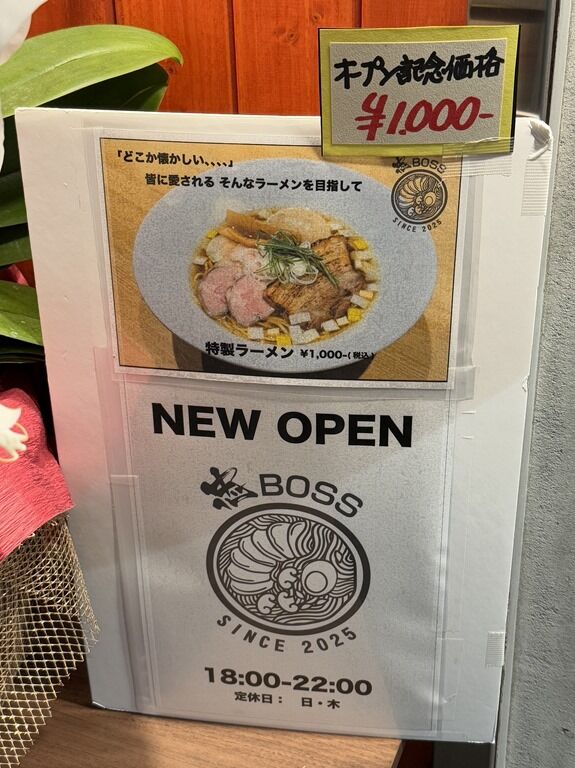 オープン記念価格
¥1,000-
「どこか懐かしい、、、、」
皆に愛される そんなラーメンを目指して
BOSS
SINCE 2025
特製ラーメン ¥1,000-(税込)
NEW OPEN
BOSS
SINCE 2025
18:00-22:00
定休日： 日・木